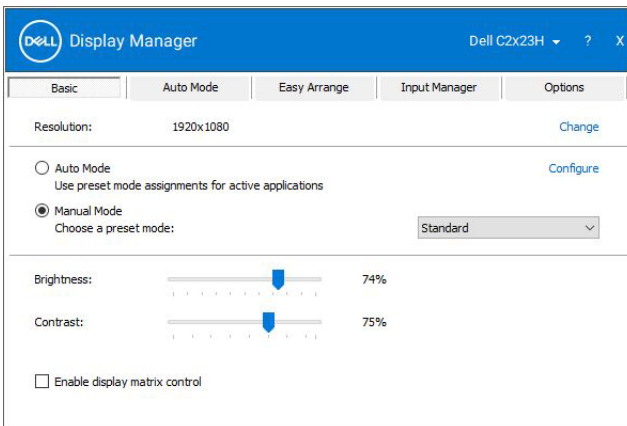 DELL Display Manager Dell C2x23H ? X
Basic Auto Mode Easy Arrange Input Manager Options
Resolution: 1920x1080 Change
Auto Mode Configure
Use preset mode assignments for active applications
Manual Mode
Choose a preset mode: Standard
Brightness: 74%
Contrast: 75%
Enable display matrix control